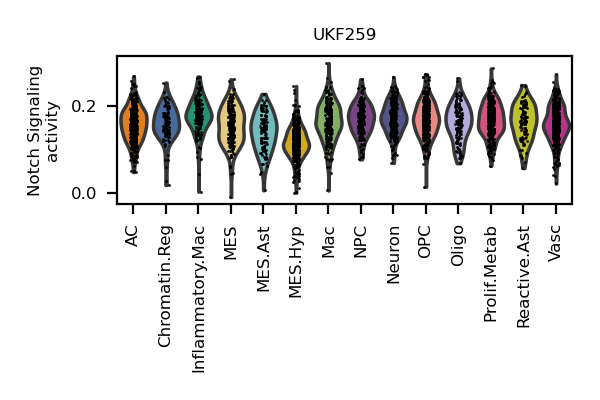 UKF259
Notch Signaling
activity
0.2
0.0
AC
Chromatin.Reg
Inflammatory.Mac
MES
MES.Ast
MES.Hyp
Mac
NPC
Neuron
OPC
Oligo
Prolif.Metab
Reactive.Ast
Vasc